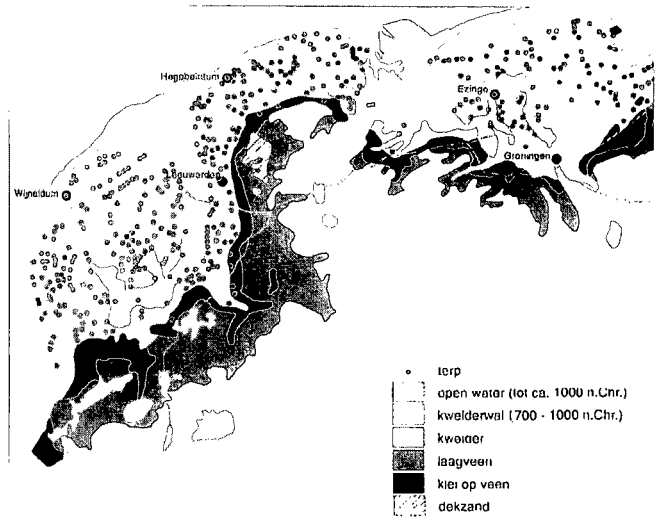 Hogebeintum
Ezinge
Groningen
Leeuwarden
Wijnaldum
terp
open water (tot ca. 1000 n.Chr.)
kwelderwal (700 - 1000 n.Chr.)
kwelder
laagveen
klei op veen
dekzand